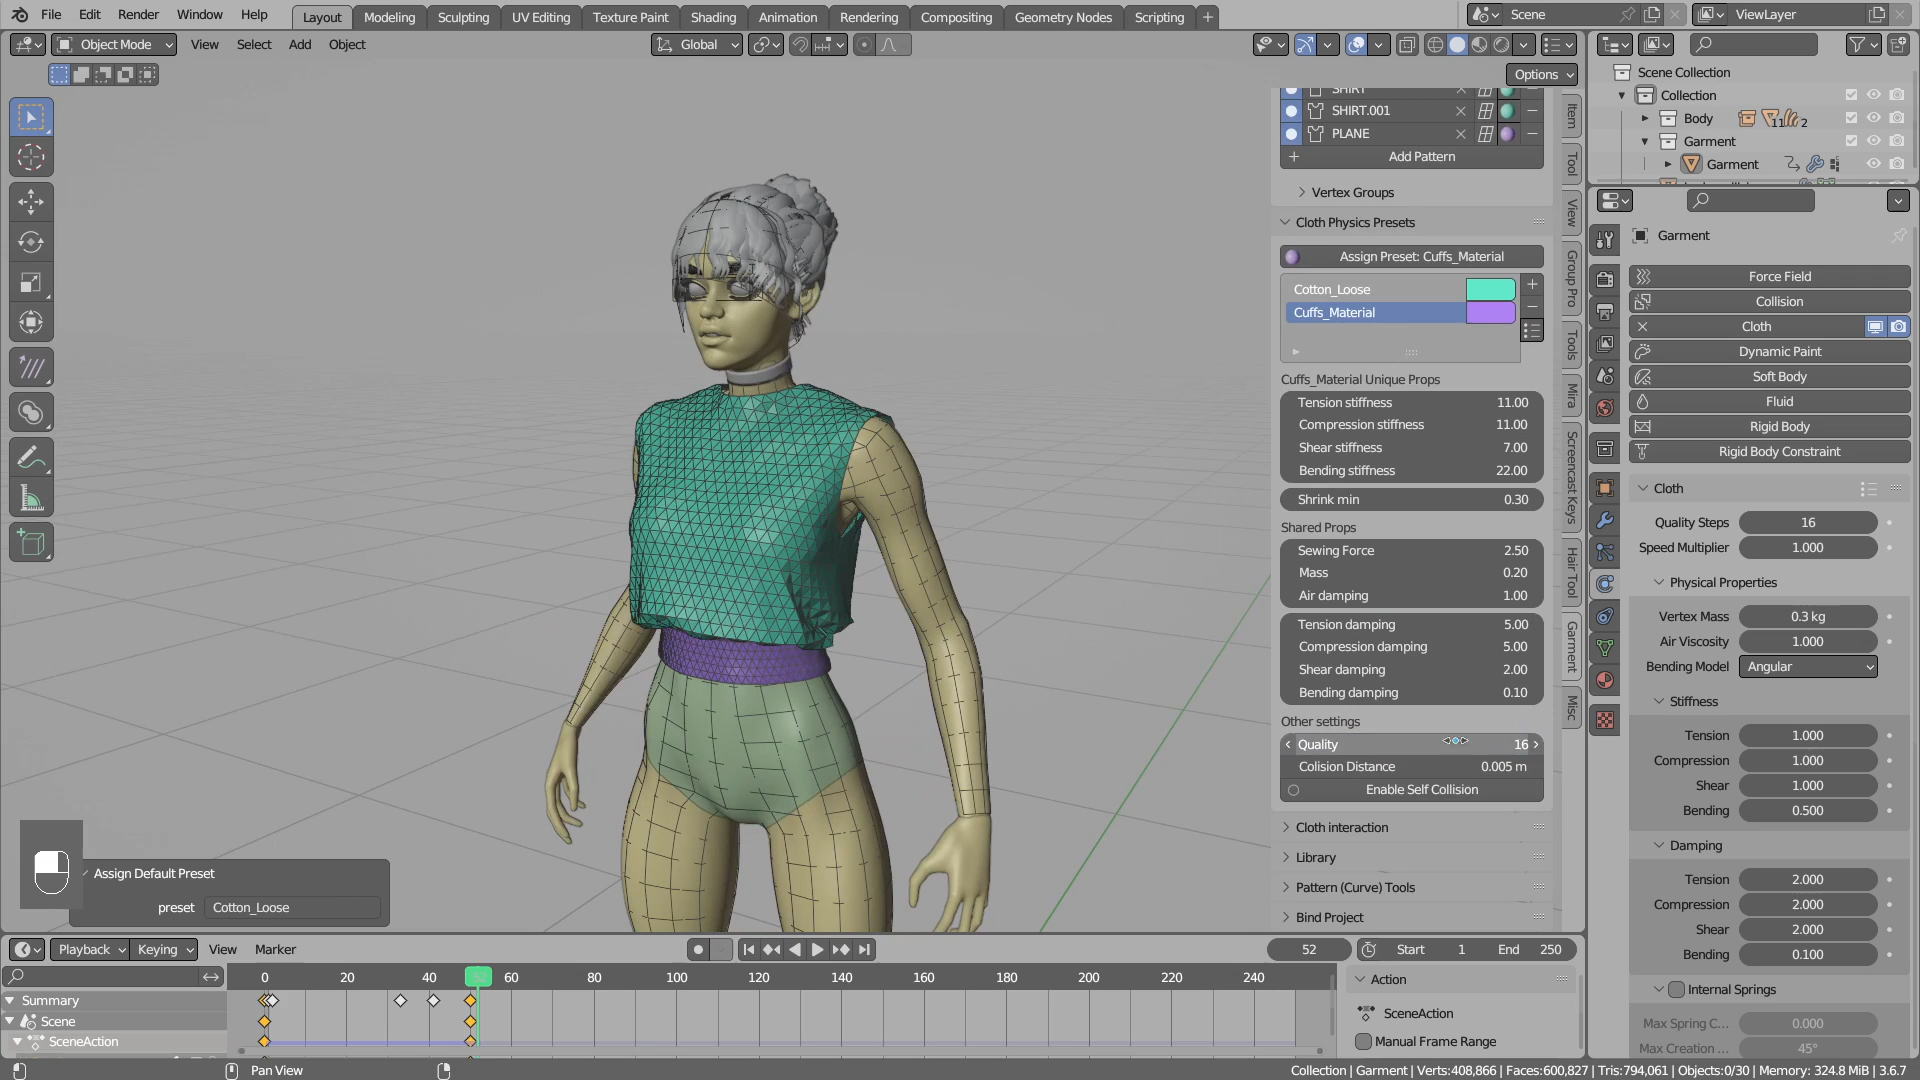 File Edit Render Window Help Layout Modeling Sculpting UV Editing Texture Paint Shading Animation Rendering Compositing Geometry Nodes Scripting + Scene ViewLayer
Object Mode View Select Add Object Global
Options
SHIRT
SHIRT.001
PLANE
Add Pattern
Vertex Groups
Cloth Physics Presets
Assign Preset: Cuffs_Material
Cotton_Loose
Cuffs_Material
Cuffs_Material Unique Props
Tension stiffness 11.00
Compression stiffness 11.00
Shear stiffness 7.00
Bending stiffness 22.00
Shrink min 0.30
Shared Props
Sewing Force 2.50
Mass 0.20
Air damping 1.00
Tension damping 5.00
Compression damping 5.00
Shear damping 2.00
Bending damping 0.10
Other settings
Quality 16
Colision Distance 0.005 m
Enable Self Collision
Cloth interaction
Library
Pattern (Curve) Tools
Bind Project
Item
Tool
View
Group Pro
Tools
Mira
Screencast Keys
Hair Tool
Garment
Misc
Scene Collection
Collection
Body 11 2
Garment
Garment
Garment
Force Field
Collision
Cloth
Dynamic Paint
Soft Body
Fluid
Rigid Body
Rigid Body Constraint
Cloth
Quality Steps 16
Speed Multiplier 1.000
Physical Properties
Vertex Mass 0.3 kg
Air Viscosity 1.000
Bending Model Angular
Stiffness
Tension 1.000
Compression 1.000
Shear 1.000
Bending 0.500
Damping
Tension 2.000
Compression 2.000
Shear 2.000
Bending 0.100
Internal Springs
Max Spring C... 0.000
Max Creation ... 45°
Assign Default Preset
preset Cotton_Loose
Playback Keying View Marker 52 Start 1 End 250
0 20 40 52 60 80 100 120 140 160 180 200 220 240
Summary
Scene
SceneAction
Action
SceneAction
Manual Frame Range
Pan View
Collection | Garment | Verts:408,866 | Faces:600,827 | Tris:794,061 | Objects:0/30 | Memory: 324.8 MiB | 3.6.7